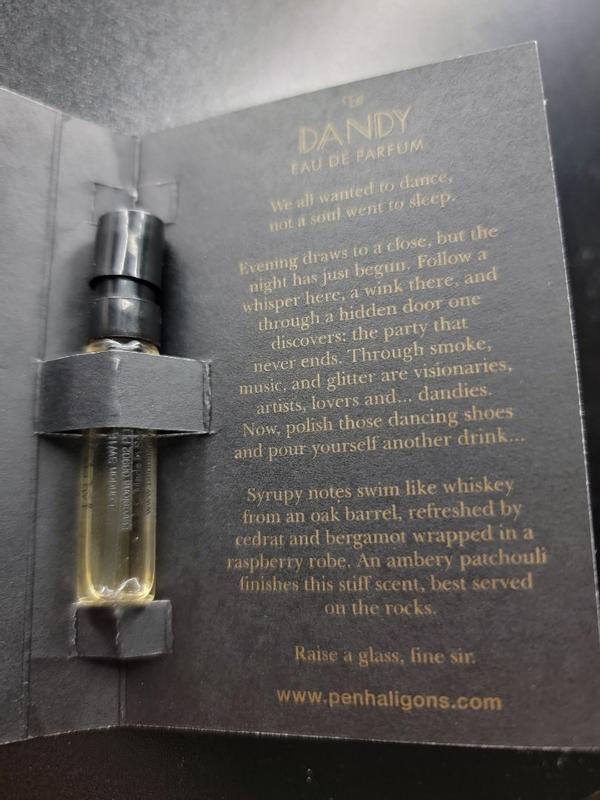 The
DANDY
EAU DE PARFUM
We all wanted to dance,
not a soul went to sleep.
Evening draws to a close, but the
night has just begun. Follow a
whisper here, a wink there, and
through a hidden door one
discovers: the party that
never ends. Through smoke,
music, and glitter are visionaries,
artists, lovers and... dandies.
Now, polish those dancing shoes
and pour yourself another drink...
Syrupy notes swim like whiskey
from an oak barrel, refreshed by
cedrat and bergamot wrapped in a
raspberry robe. An ambery patchouli
finishes this stiff scent, best served
on the rocks.
Raise a glass, fine sir.
www.penhaligons.com